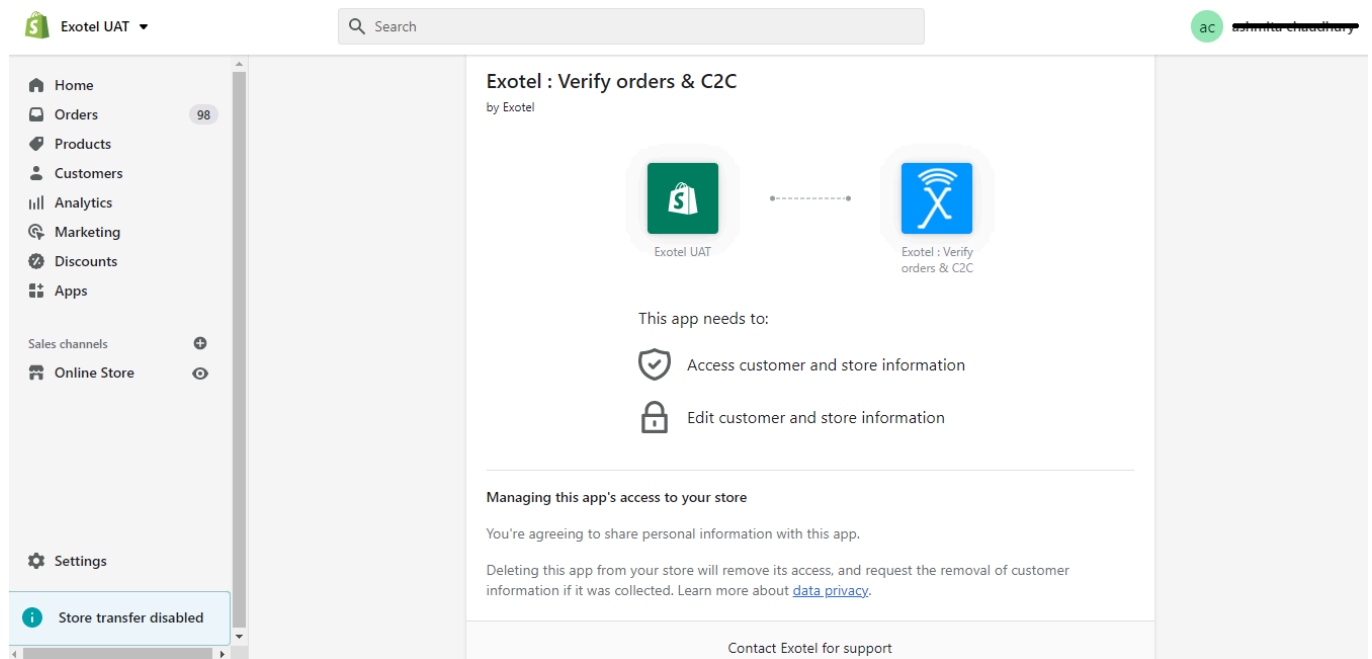 Exotel UAT
Search
ac
Home
Orders 98
Products
Customers
Analytics
Marketing
Discounts
Apps
Sales channels
Online Store
Settings
Store transfer disabled
Exotel : Verify orders & C2C
by Exotel
Exotel UAT
Exotel : Verify
orders & C2C
This app needs to:
Access customer and store information
Edit customer and store information
Managing this app's access to your store
You're agreeing to share personal information with this app.
Deleting this app from your store will remove its access, and request the removal of customer
information if it was collected. Learn more about data privacy.
Contact Exotel for support